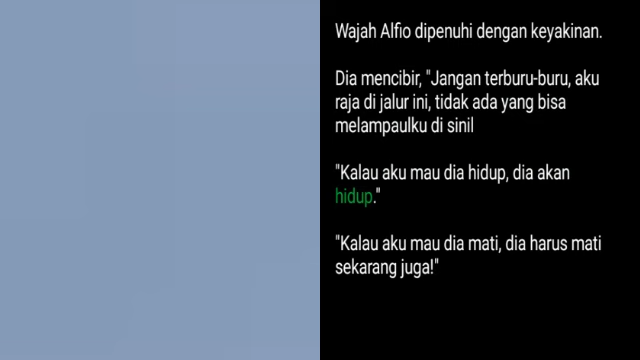 Wajah Alfio dipenuhi dengan keyakinan.
Dia mencibir, "Jangan terburu-buru, aku
raja di jalur ini, tidak ada yang bisa
melampaulku di sinil
"Kalau aku mau dia hidup, dia akan
hidup."
"Kalau aku mau dia mati, dia harus mati
sekarang juga!"